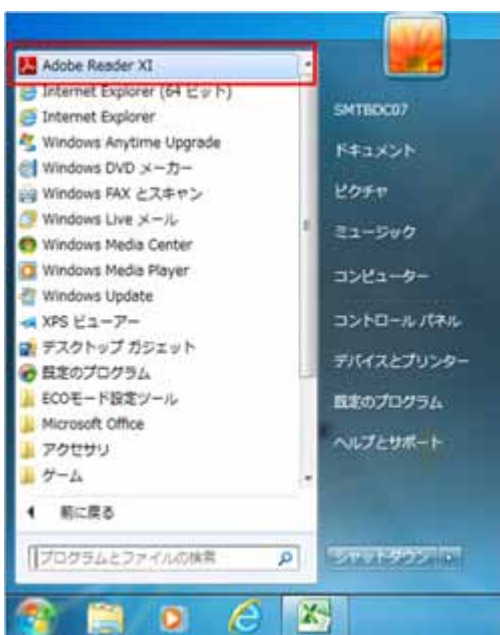 Adobe Reader XI
Internet Explorer (64 ビット)
Internet Explorer
Windows Anytime Upgrade
Windows DVD メーカー
Windows FAX とスキャン
Windows Live メール
Windows Media Center
Windows Media Player
Windows Update
XPS ビューアー
デスクトップ ガジェット
既定のプログラム
ECOモード設定ツール
Microsoft Office
アクセサリ
ゲーム
前に戻る
プログラムとファイルの検索
SMTBDC07
ドキュメント
ピクチャ
ミュージック
コンピューター
コントロール パネル
デバイスとプリンター
既定のプログラム
ヘルプとサポート
シャットダウン